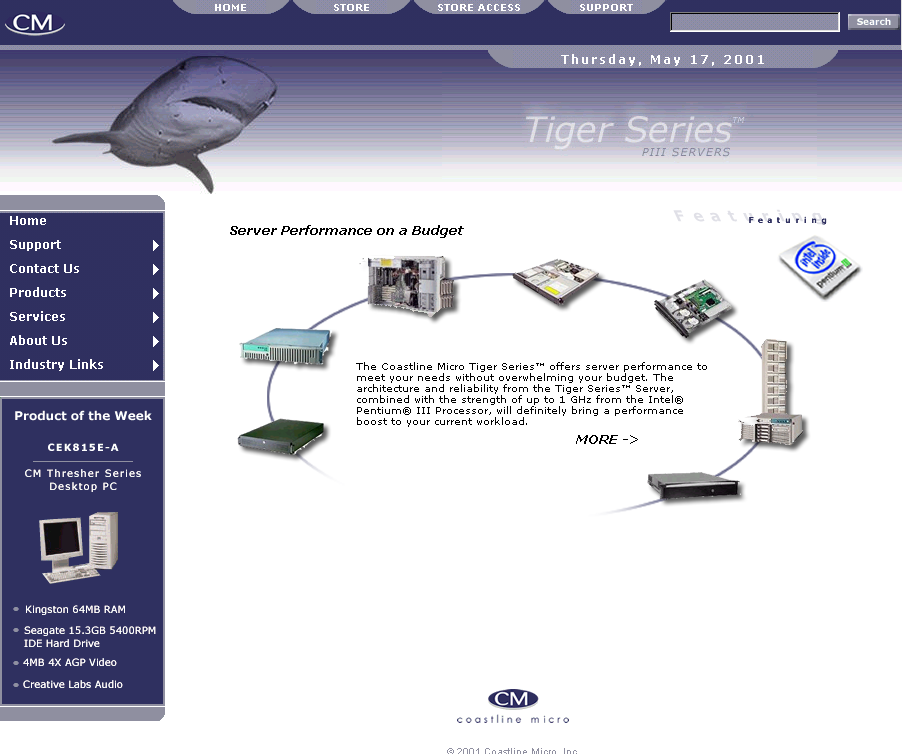 HOME STORE STORE ACCESS SUPPORT
CM
Search
Thursday, May 17, 2001
Tiger Series™
PIII SERVERS
Home
Support
Contact Us
Products
Services
About Us
Industry Links
Product of the Week
CEK815E-A
CM Thresher Series
Desktop PC
Kingston 64MB RAM
Seagate 15.3GB 5400RPM
IDE Hard Drive
4MB 4X AGP Video
Creative Labs Audio
Server Performance on a Budget
Featuring
Featuring
intel
inside
pentium
The Coastline Micro Tiger Series™ offers server performance to
meet your needs without overwhelming your budget. The
architecture and reliability from the Tiger Series™ Server,
combined with the strength of up to 1 GHz from the Intel®
Pentium® III Processor, will definitely bring a performance
boost to your current workload.
MORE ->
CM
coastline micro
©2001 Coastline Micro, Inc.